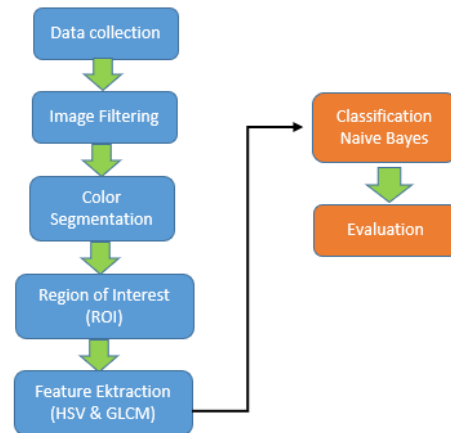 Data collection
Image Filtering
Color
Segmentation
Region of Interest
(ROI)
Feature Ektraction
(HSV & GLCM)
Classification
Naive Bayes
Evaluation